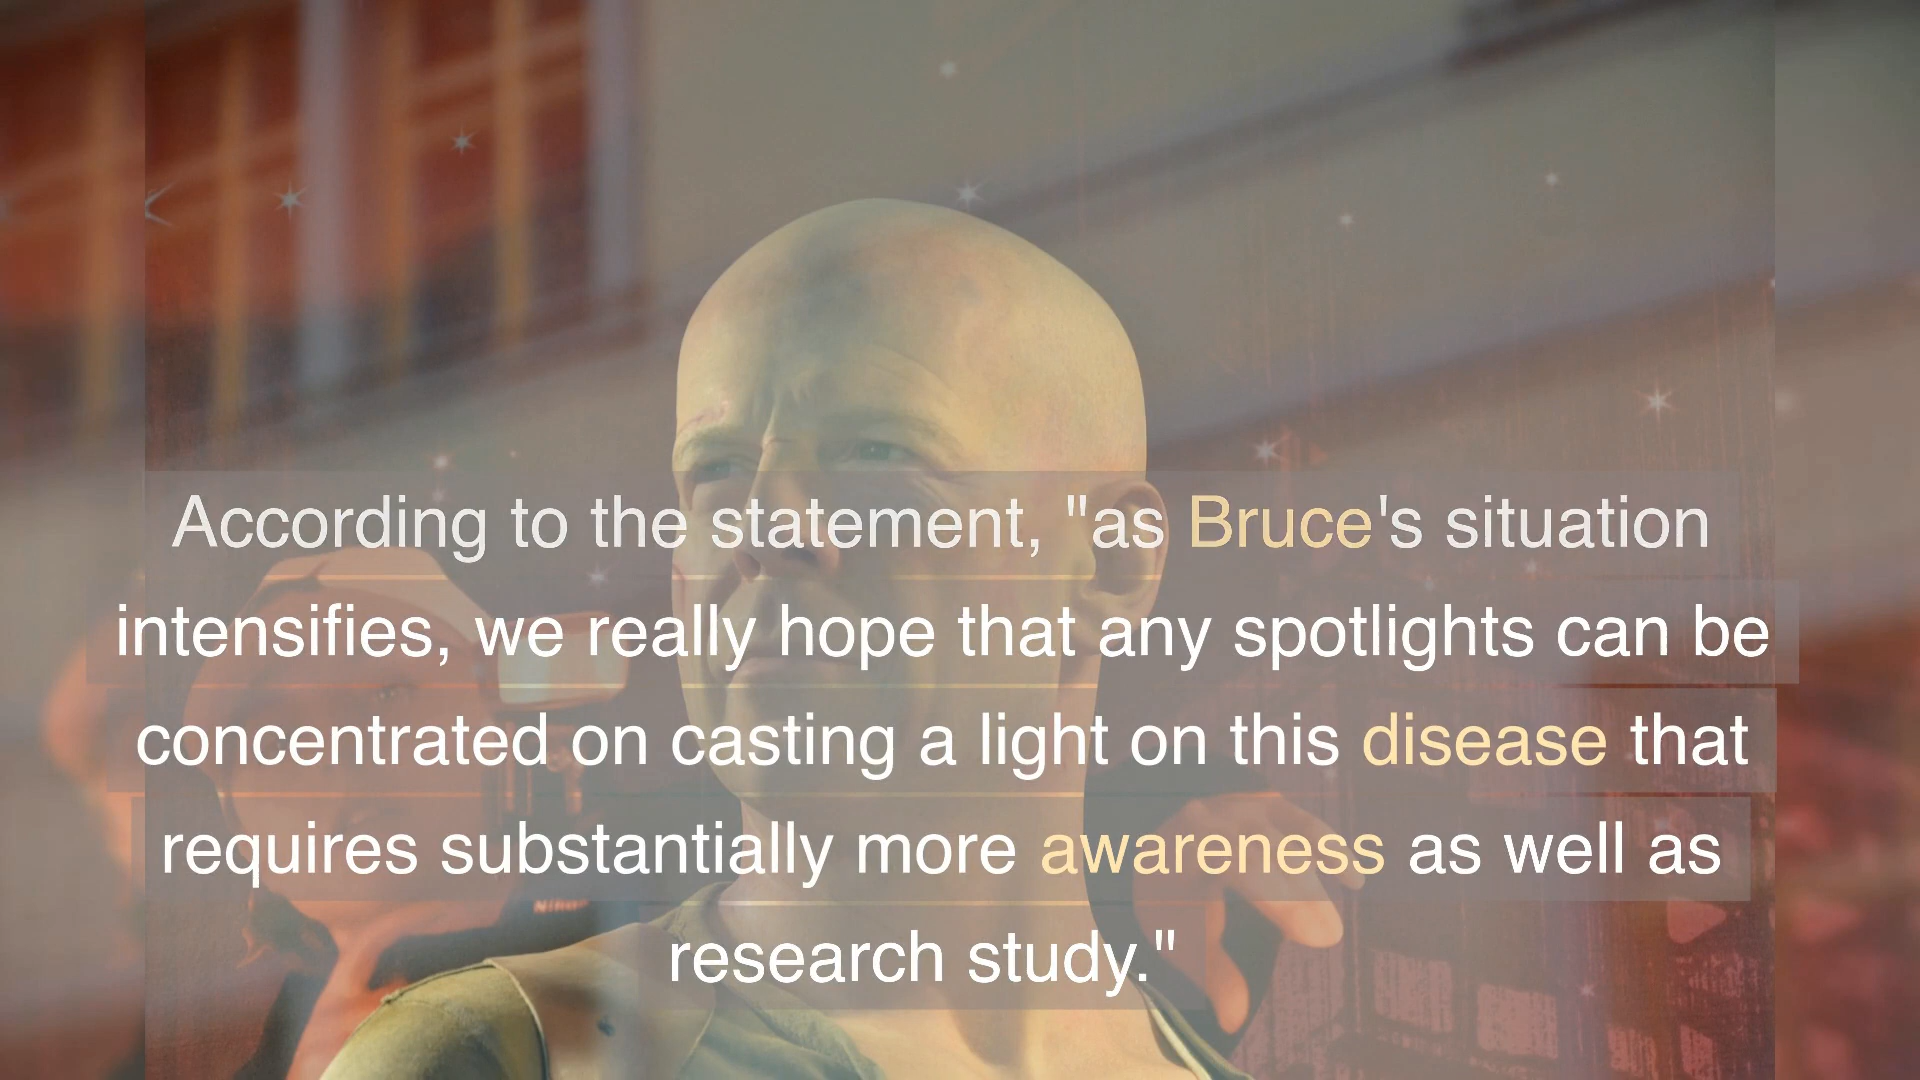 According to the statement, "as Bruce's situation
intensifies, we really hope that any spotlights can be
concentrated on casting a light on this disease that
requires substantially more awareness as well as
research study."